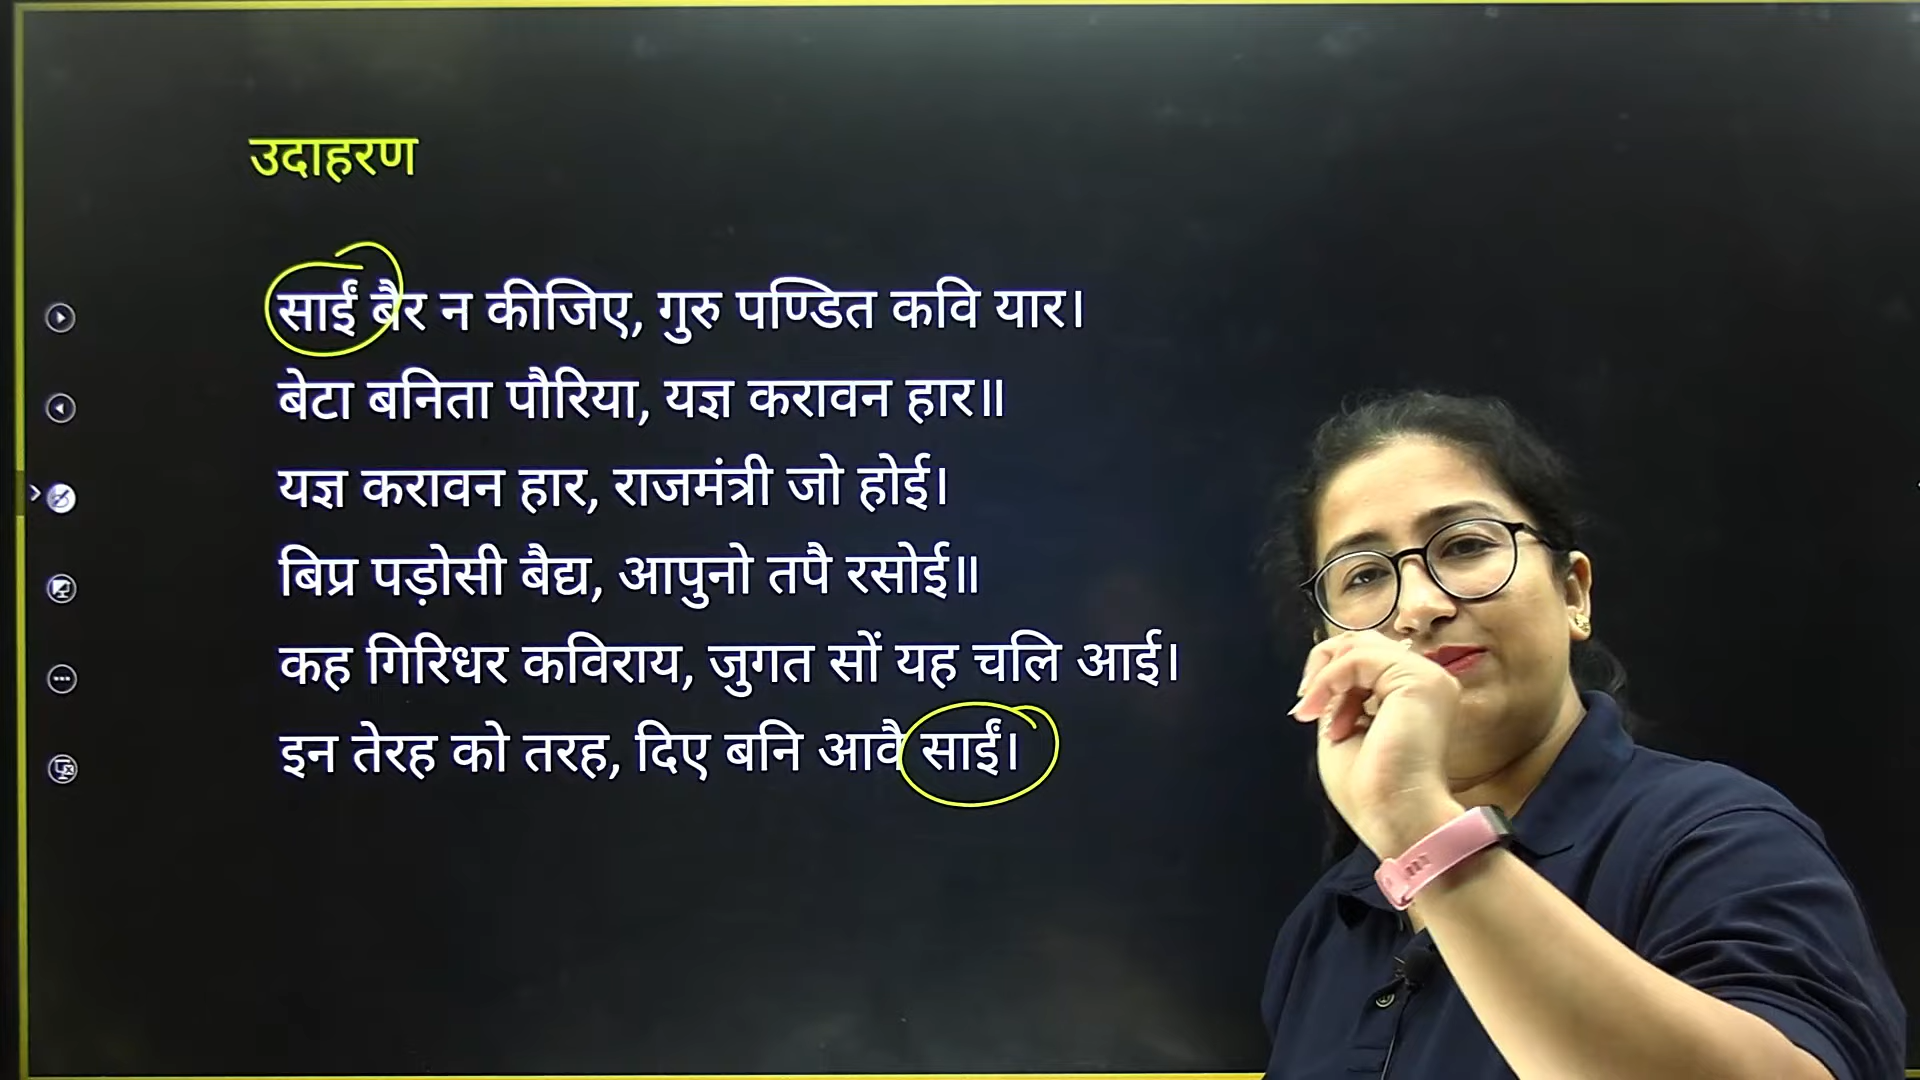 उदाहरण
साईं बैर न कीजिए, गुरु पण्डित कवि यार।
बेटा बनिता पौरिया, यज्ञ करावन हार॥
यज्ञ करावन हार, राजमंत्री जो होई।
बिप्र पड़ोसी बैद्य, आपुनो तपै रसोई॥
कह गिरिधर कविराय, जुगत सों यह चलि आई।
इन तेरह को तरह, दिए बनि आवै साईं।